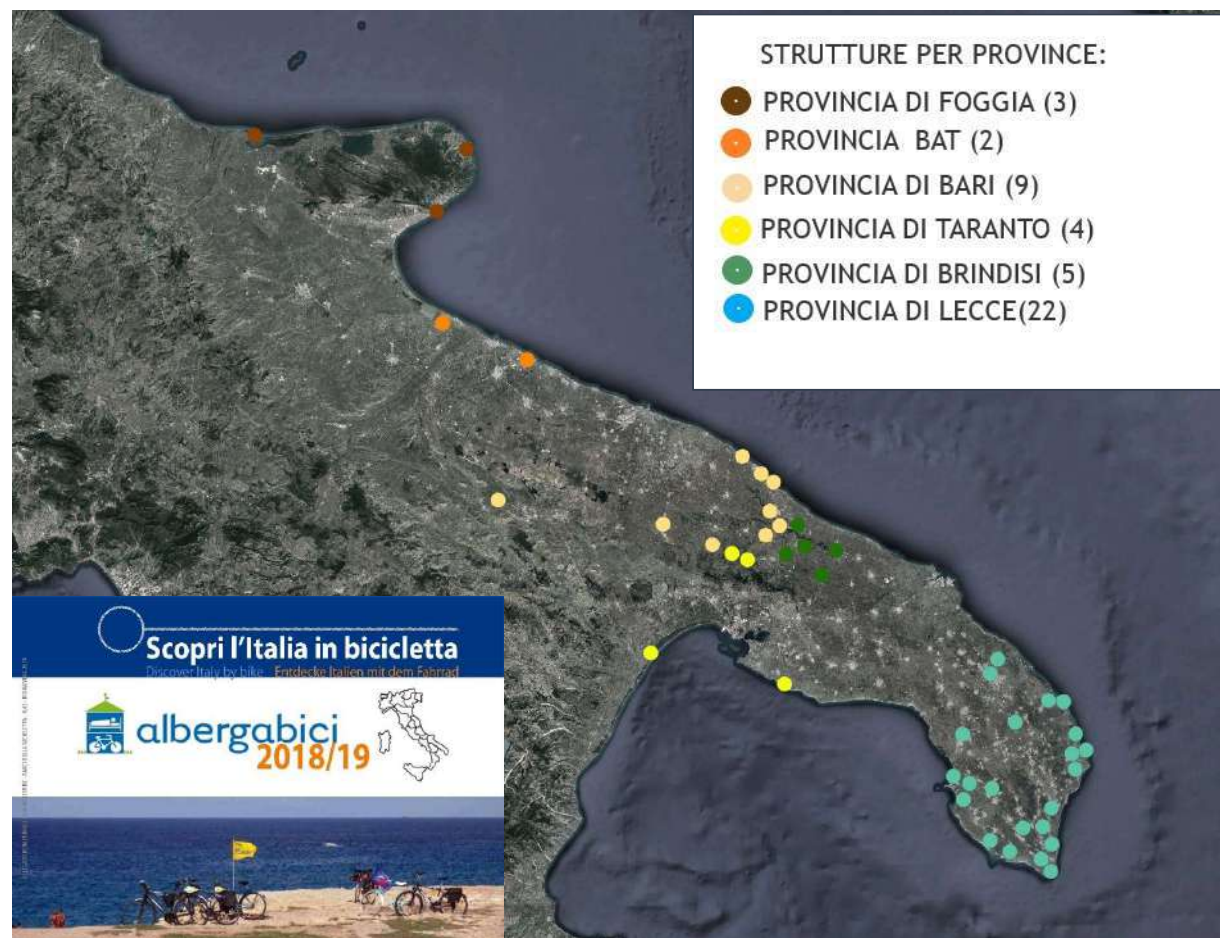 STRUTTURE PER PROVINCE:
PROVINCIA DI FOGGIA (3)
PROVINCIA BAT (2)
PROVINCIA DI BARI (9)
PROVINCIA DI TARANTO (4)
PROVINCIA DI BRINDISI (5)
PROVINCIA DI LECCE(22)
Scopri l'Italia in bicicletta
Discover Italy by bike Entdecke Italien mit dem Fahrrad
albergabici
2018/19